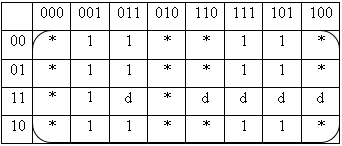 000 001 011 010 110 111 101 100
00 * 1 1 * * 1 1 *
01 * 1 1 * * 1 1 *
11 * 1 d * d d d d
10 * 1 1 * * 1 1 *